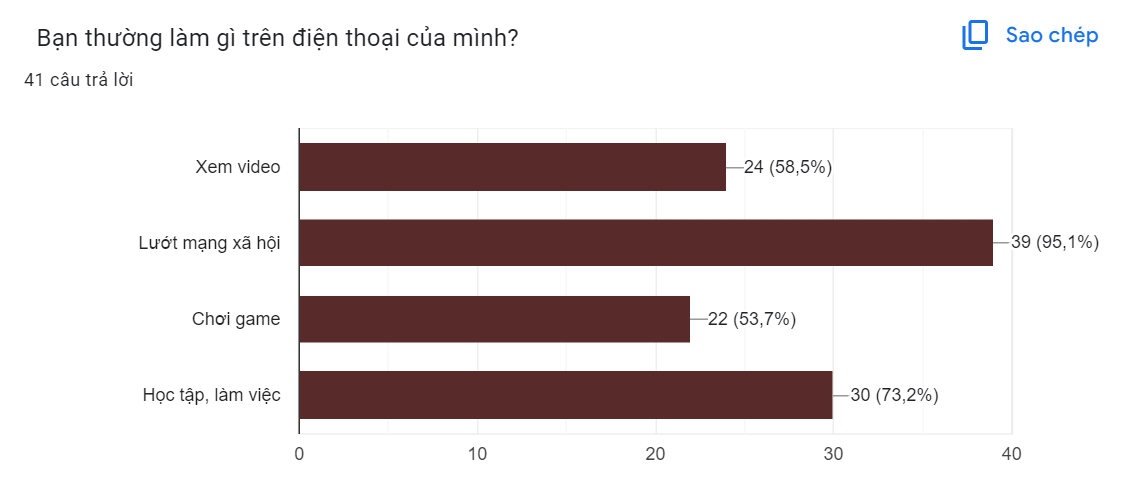 Bạn thường làm gì trên điện thoại của mình?
Sao chép
41 câu trả lời
Xem video
24 (58,5%)
Lướt mạng xã hội
39 (95,1%)
Chơi game
22 (53,7%)
Học tập, làm việc
30 (73,2%)
0 10 20 30 40